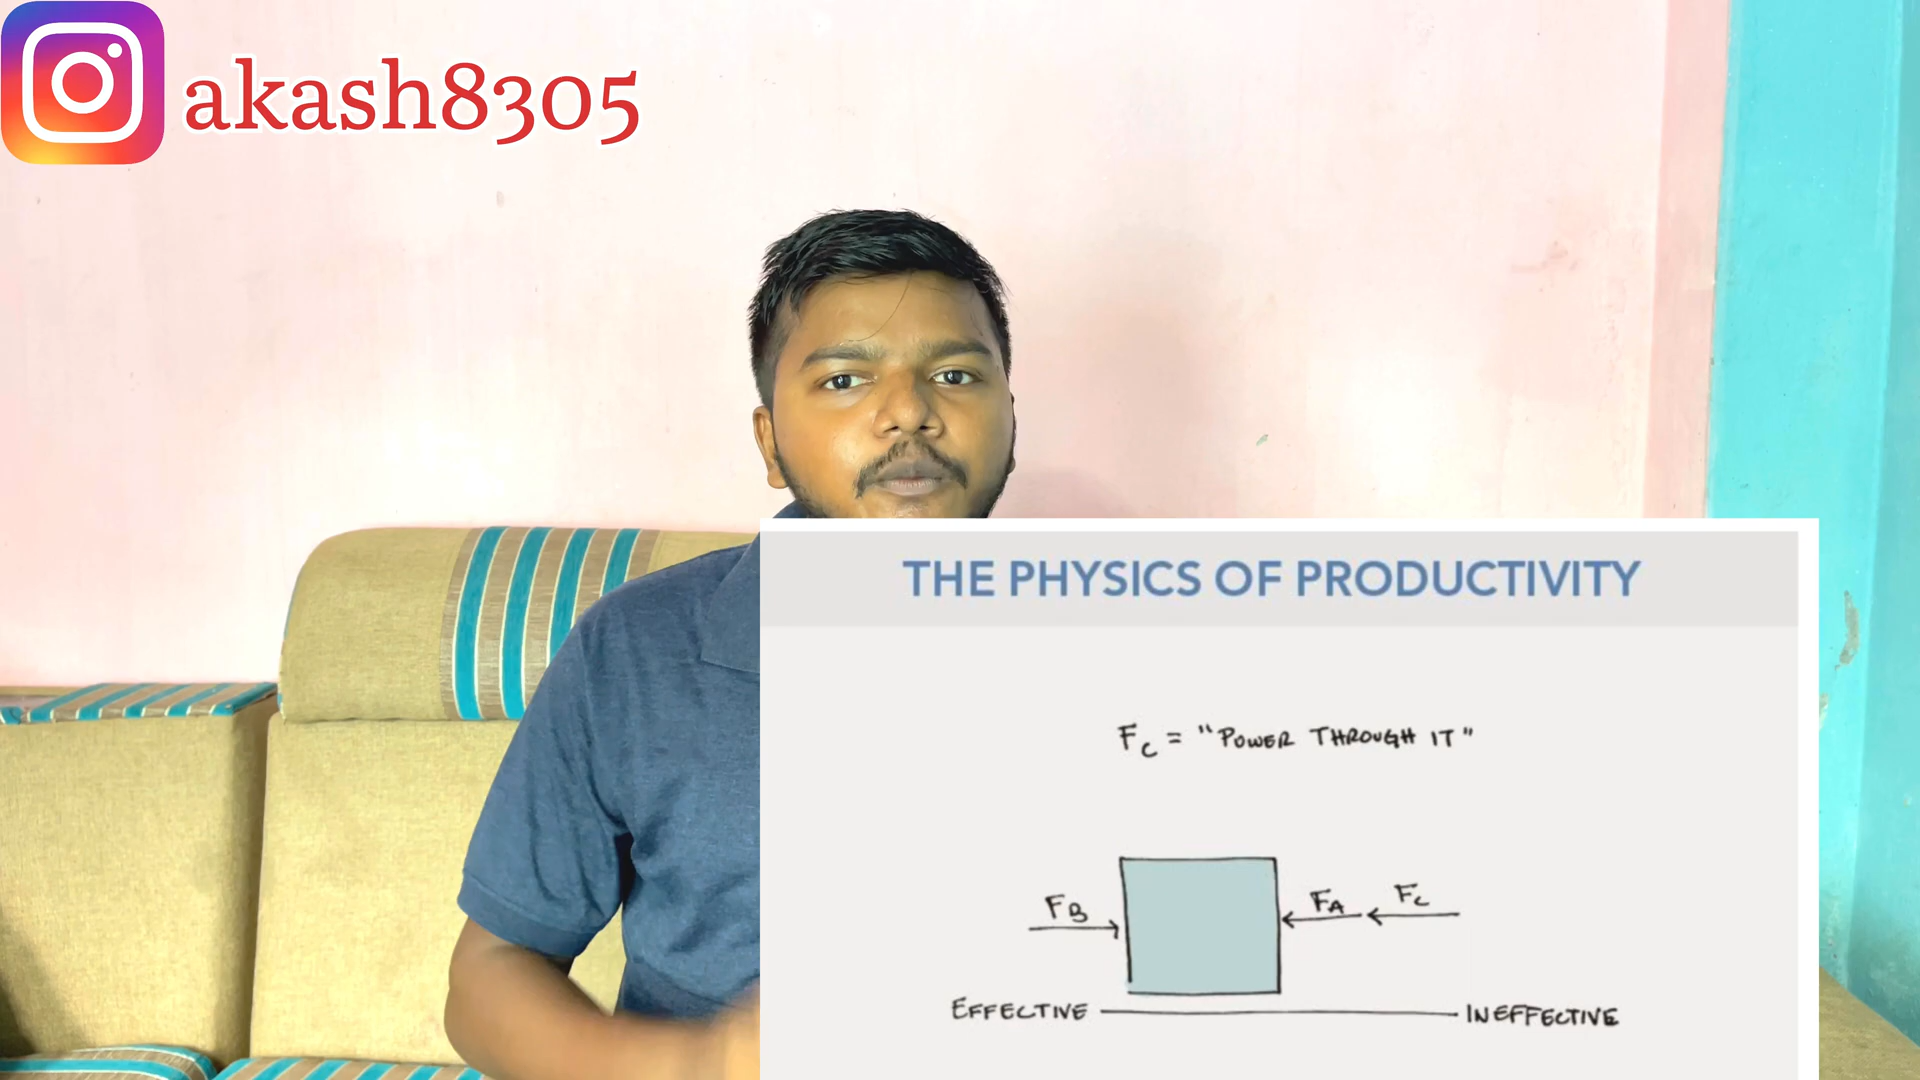 akash8305
THE PHYSICS OF PRODUCTIVITY
Fc = "POWER THROUGH IT"
FB
FA
Fc
EFFECTIVE
INEFFECTIVE